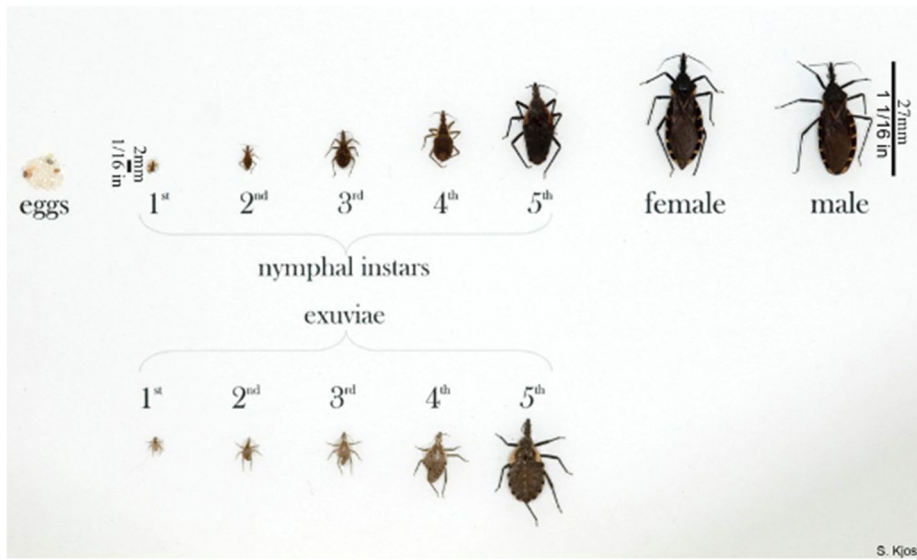 2mm
1/16 in
27mm
1 1/16 in
eggs
1st
2nd
3rd
4th
5th
female
male
nymphal instars
exuviae
1st
2nd
3rd
4th
5th
S. Kjos